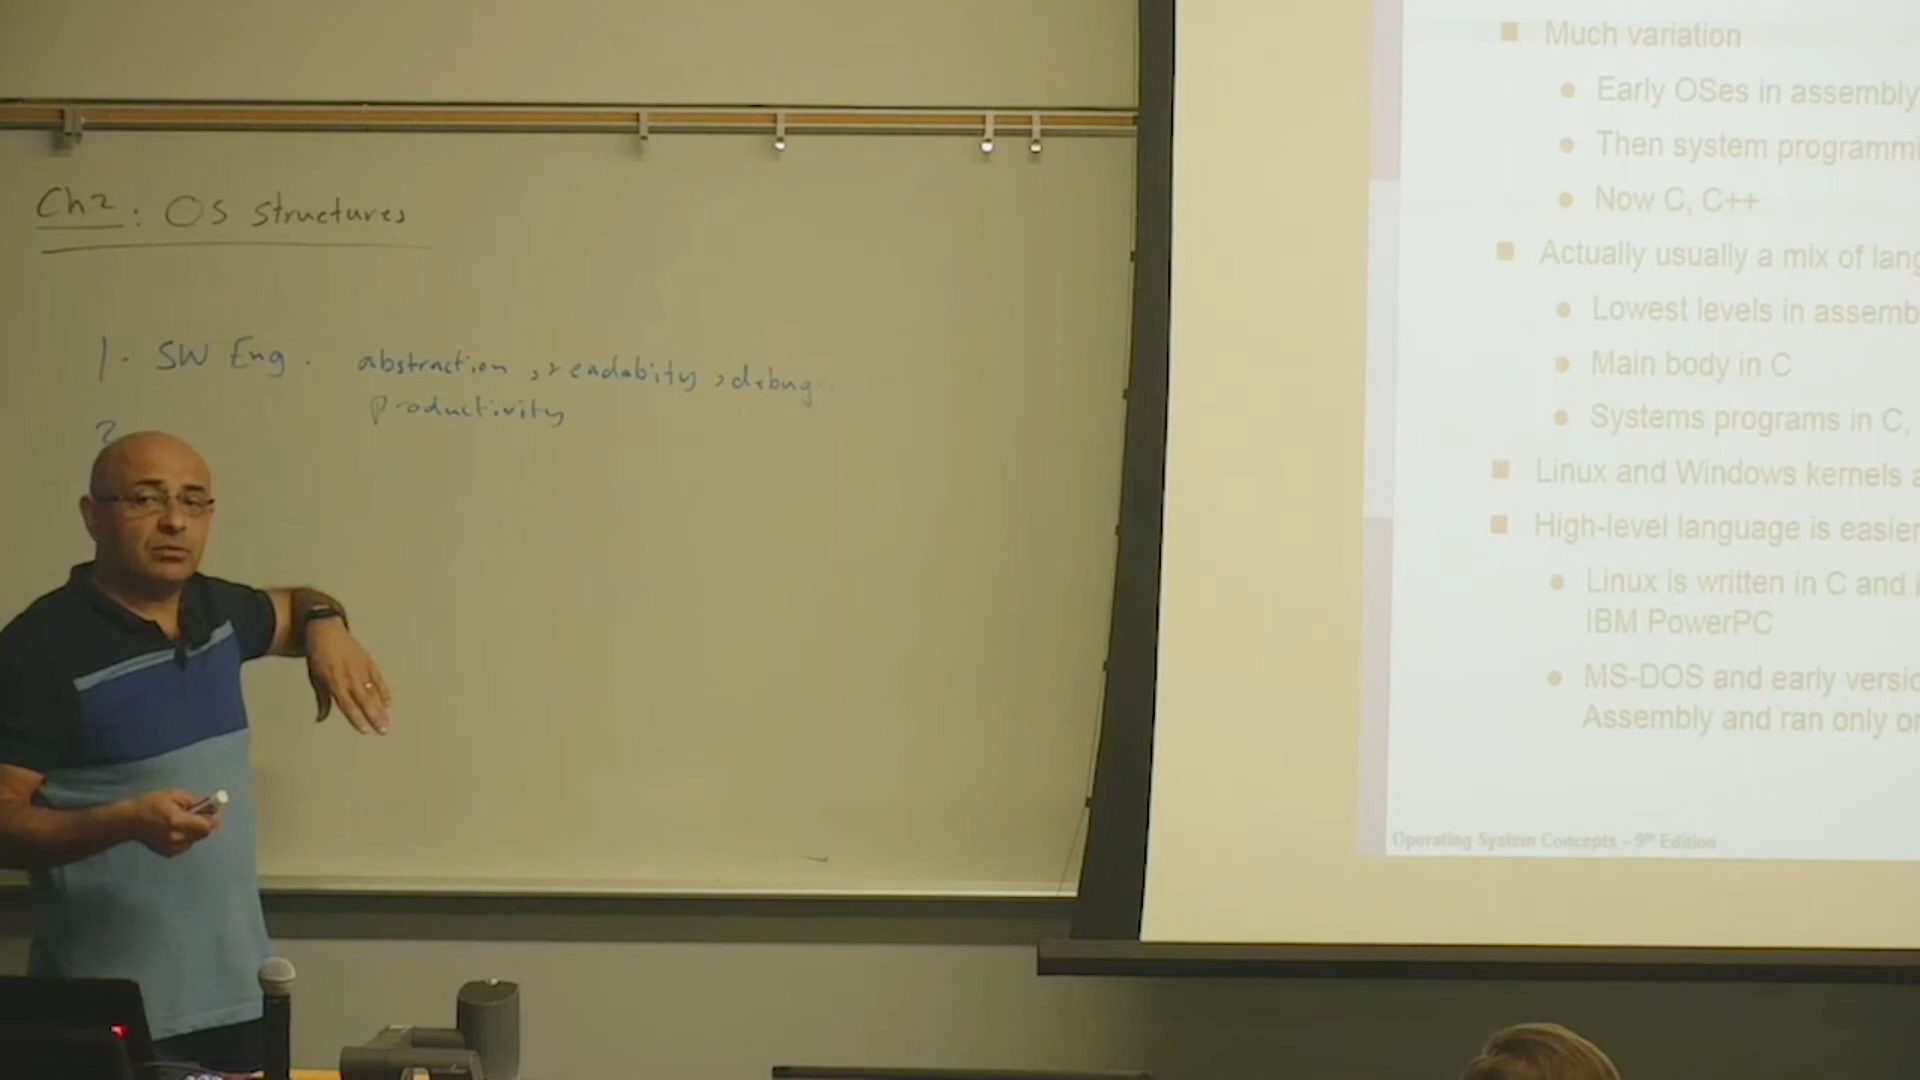 Ch2: OS structures
1. SW Eng. abstraction, readabity, debug..
productivity
2
Much variation
Early OSes in assembly
Then system programmi
Now C, C++
Actually usually a mix of lang
Lowest levels in assemb
Main body in C
Systems programs in C,
Linux and Windows kernels a
High-level language is easier
Linux is written in C and
IBM PowerPC
MS-DOS and early versio
Assembly and ran only on
Operating System Concepts – 9th Edition